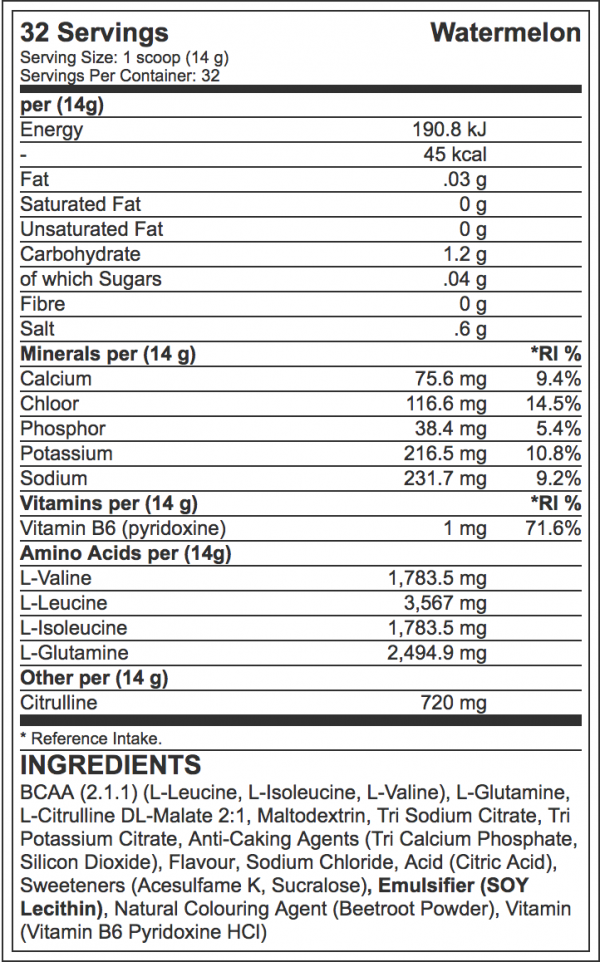 32 Servings Watermelon
Serving Size: 1 scoop (14 g)
Servings Per Container: 32
per (14g)
Energy 190.8 kJ
- 45 kcal
Fat .03 g
Saturated Fat 0 g
Unsaturated Fat 0 g
Carbohydrate 1.2 g
of which Sugars .04 g
Fibre 0 g
Salt .6 g
Minerals per (14 g) *RI %
Calcium 75.6 mg 9.4%
Chloor 116.6 mg 14.5%
Phosphor 38.4 mg 5.4%
Potassium 216.5 mg 10.8%
Sodium 231.7 mg 9.2%
Vitamins per (14 g) *RI %
Vitamin B6 (pyridoxine) 1 mg 71.6%
Amino Acids per (14g)
L-Valine 1,783.5 mg
L-Leucine 3,567 mg
L-Isoleucine 1,783.5 mg
L-Glutamine 2,494.9 mg
Other per (14 g)
Citrulline 720 mg
* Reference Intake.
INGREDIENTS
BCAA (2.1.1) (L-Leucine, L-Isoleucine, L-Valine), L-Glutamine,
L-Citrulline DL-Malate 2:1, Maltodextrin, Tri Sodium Citrate, Tri
Potassium Citrate, Anti-Caking Agents (Tri Calcium Phosphate,
Silicon Dioxide), Flavour, Sodium Chloride, Acid (Citric Acid),
Sweeteners (Acesulfame K, Sucralose), Emulsifier (SOY
Lecithin), Natural Colouring Agent (Beetroot Powder), Vitamin
(Vitamin B6 Pyridoxine HCl)